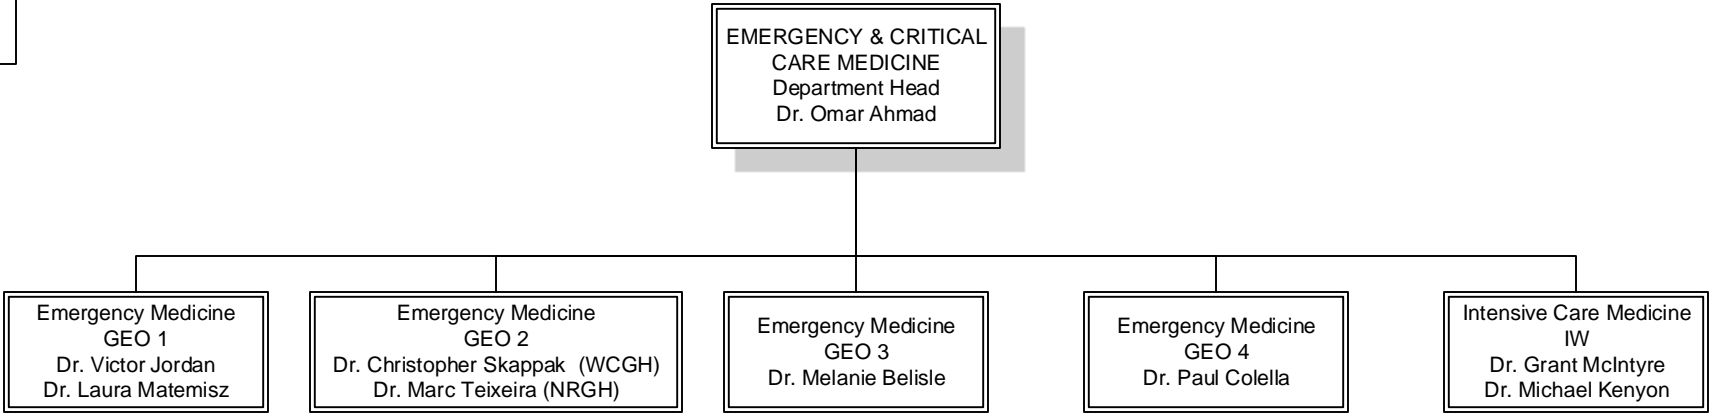 EMERGENCY & CRITICAL
CARE MEDICINE
Department Head
Dr. Omar Ahmad
Emergency Medicine
GEO 1
Dr. Victor Jordan
Dr. Laura Matemisz
Emergency Medicine
GEO 2
Dr. Christopher Skappak (WCGH)
Dr. Marc Teixeira (NRGH)
Emergency Medicine
GEO 3
Dr. Melanie Belisle
Emergency Medicine
GEO 4
Dr. Paul Colella
Intensive Care Medicine
IW
Dr. Grant McIntyre
Dr. Michael Kenyon